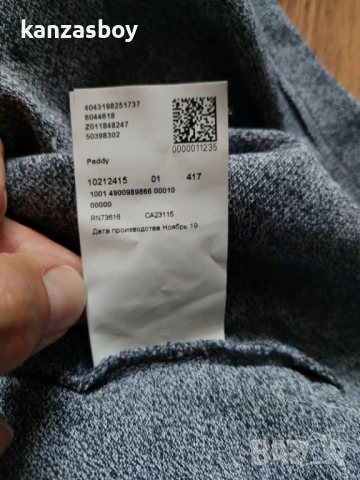 kanzasboy
4043198251737
6044618
Z011848247
50398302
0000011235
Paddy
10212415 01 417
1001 4900989866 00010
00000
RN73616 CA23115
Дата производства Ноябрь 19